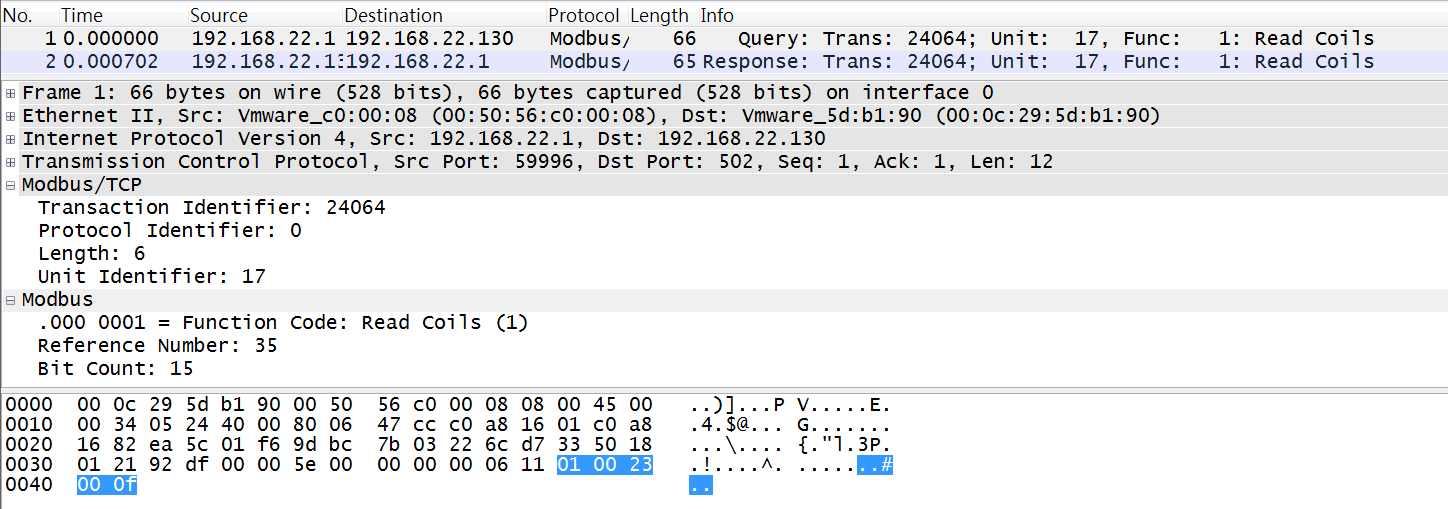 No. Time Source Destination Protocol Length Info
1 0.000000 192.168.22.1 192.168.22.130 Modbus/ 66 Query: Trans: 24064; Unit: 17, Func: 1: Read Coils
2 0.000702 192.168.22.13 192.168.22.1 Modbus/ 65 Response: Trans: 24064; Unit: 17, Func: 1: Read Coils
Frame 1: 66 bytes on wire (528 bits), 66 bytes captured (528 bits) on interface 0
Ethernet II, Src: Vmware_c0:00:08 (00:50:56:c0:00:08), Dst: Vmware_5d:b1:90 (00:0c:29:5d:b1:90)
Internet Protocol Version 4, Src: 192.168.22.1, Dst: 192.168.22.130
Transmission Control Protocol, Src Port: 59996, Dst Port: 502, Seq: 1, Ack: 1, Len: 12
Modbus/TCP
Transaction Identifier: 24064
Protocol Identifier: 0
Length: 6
Unit Identifier: 17
Modbus
.000 0001 = Function Code: Read Coils (1)
Reference Number: 35
Bit Count: 15
0000 00 0c 29 5d b1 90 00 50 56 c0 00 08 08 00 45 00 ..)]...P V.....E.
0010 00 34 05 24 40 00 80 06 47 cc c0 a8 16 01 c0 a8 .4.$@... G.......
0020 16 82 ea 5c 01 f6 9d bc 7b 03 22 6c d7 33 50 18 ...\.... {."l.3P.
0030 01 21 92 df 00 00 5e 00 00 00 00 06 11 01 00 23 .!....^. .......#
0040 00 0f ..